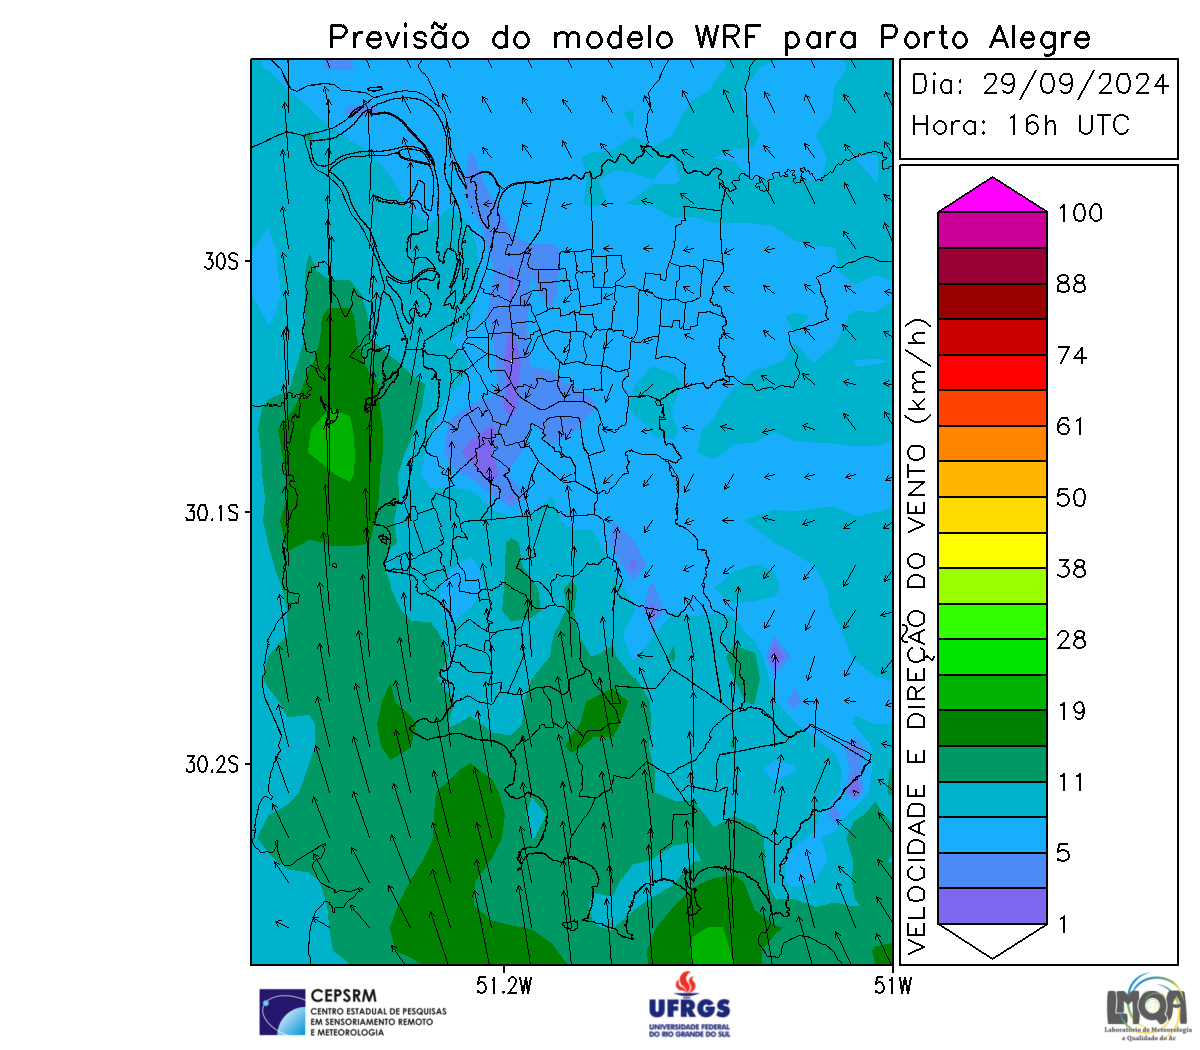 Previsão do modelo WRF para Porto Alegre
Dia: 29/09/2024
Hora: 16h UTC
100
88
74
61
50
38
28
19
11
5
1
VELOCIDADE E DIREÇÃO DO VENTO (km/h)
30S
30.1S
30.2S
51.2W
51W
CEPSRM
CENTRO ESTADUAL DE PESQUISAS
EM SENSORIAMENTO REMOTO
E METEOROLOGIA
UFRGS
UNIVERSIDADE FEDERAL
DO RIO GRANDE DO SUL
LMQA
Laboratório de Meteorologia
e Qualidade do Ar